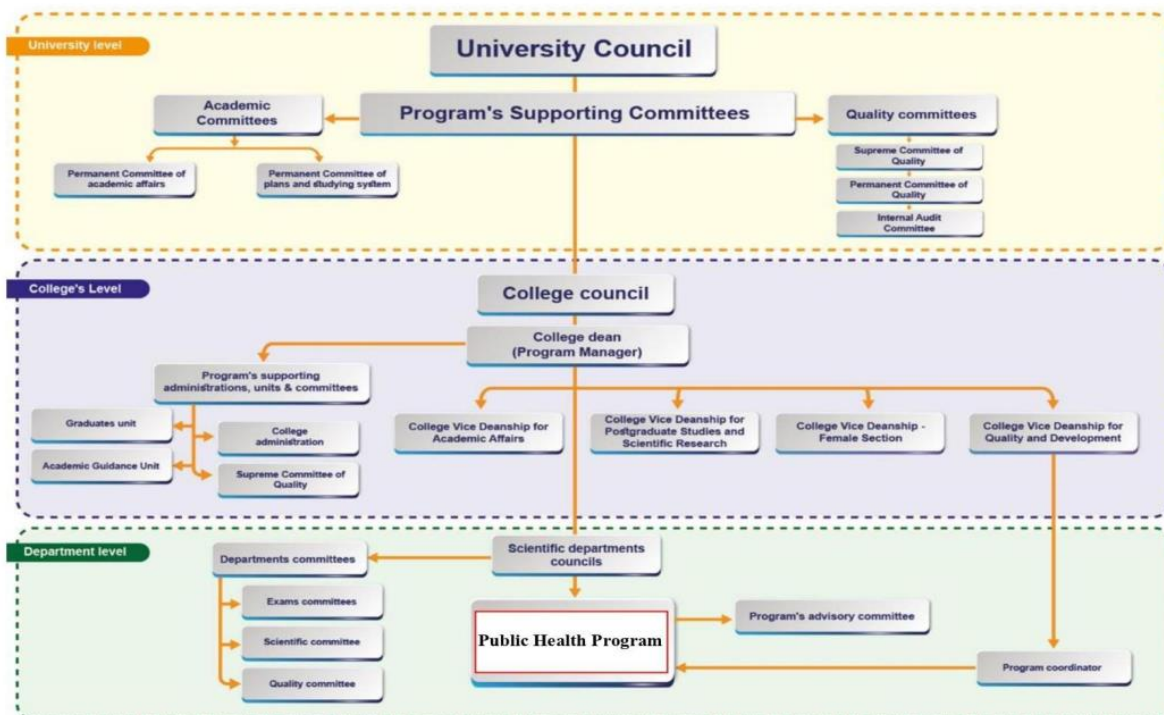 University level
University Council
Program's Supporting Committees
Academic
Committees
Permanent Committee of
academic affairs
Permanent Committee of
plans and studying system
Quality committees
Supreme Committee of
Quality
Permanent Committee of
Quality
Internal Audit
Committee
College's Level
College council
College dean
(Program Manager)
Program's supporting
administrations, units & committees
Graduates unit
College
administration
Academic Guidance Unit
Supreme Committee of
Quality
College Vice Deanship for
Academic Affairs
College Vice Deanship for
Postgraduate Studies and
Scientific Research
College Vice Deanship -
Female Section
College Vice Deanship for
Quality and Development
Department level
Scientific departments
councils
Departments committees
Exams committees
Scientific committee
Quality committee
Public Health Program
Program's advisory committee
Program coordinator